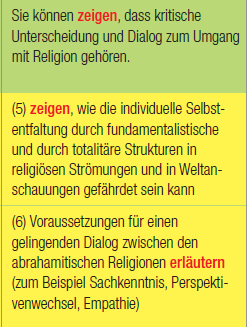 Sie können zeigen, dass kritische
Unterscheidung und Dialog zum Umgang
mit Religion gehören.
(5) zeigen, wie die individuelle Selbst-
entfaltung durch fundamentalistische
und durch totalitäre Strukturen in
religiösen Strömungen und in Weltan-
schauungen gefährdet sein kann
(6) Voraussetzungen für einen
gelingenden Dialog zwischen den
abrahamitischen Religionen erläutern
(zum Beispiel Sachkenntnis, Perspekti-
venwechsel, Empathie)